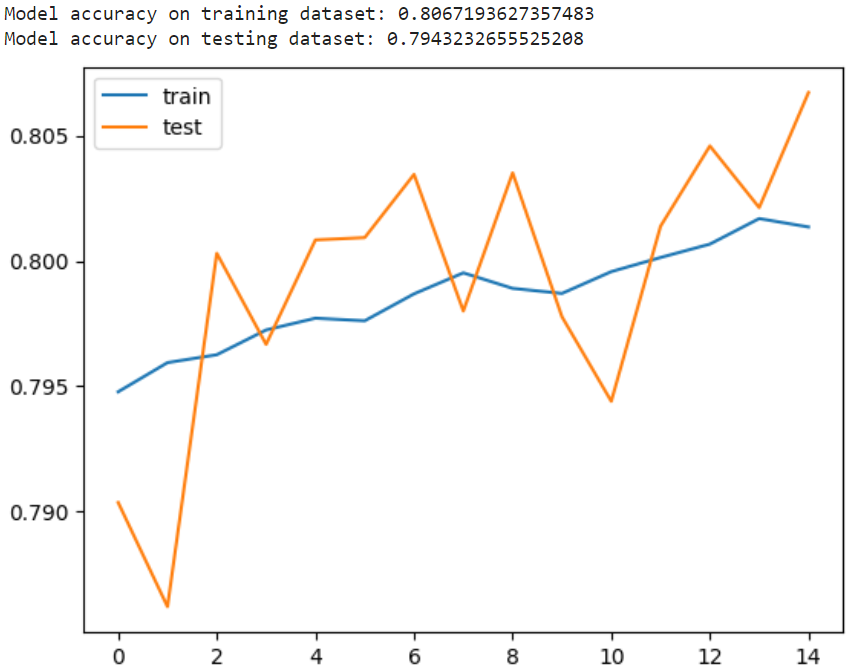 Model accuracy on training dataset: 0.8067193627357483
Model accuracy on testing dataset: 0.7943232655525208
train
test
0.805
0.800
0.795
0.790
0 2 4 6 8 10 12 14